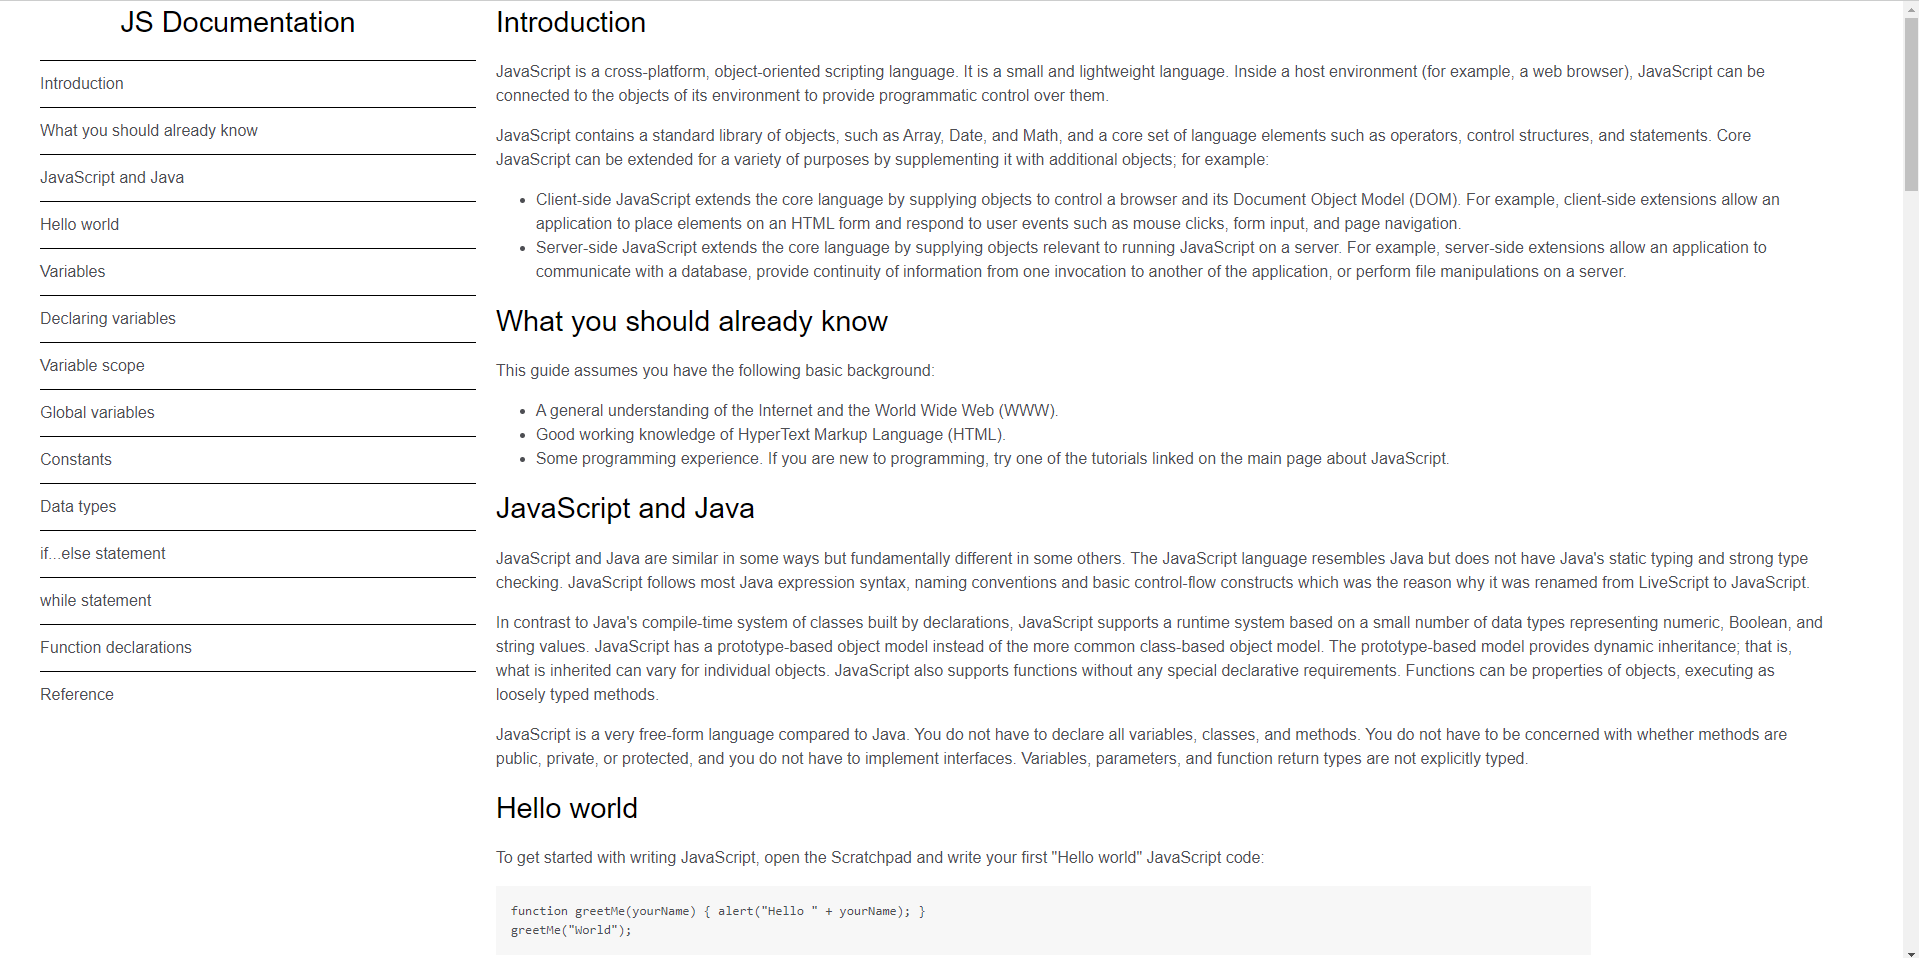 JS Documentation
Introduction
What you should already know
JavaScript and Java
Hello world
Variables
Declaring variables
Variable scope
Global variables
Constants
Data types
if...else statement
while statement
Function declarations
Reference
Introduction
JavaScript is a cross-platform, object-oriented scripting language. It is a small and lightweight language. Inside a host environment (for example, a web browser), JavaScript can be
connected to the objects of its environment to provide programmatic control over them.
JavaScript contains a standard library of objects, such as Array, Date, and Math, and a core set of language elements such as operators, control structures, and statements. Core
JavaScript can be extended for a variety of purposes by supplementing it with additional objects; for example:
• Client-side JavaScript extends the core language by supplying objects to control a browser and its Document Object Model (DOM). For example, client-side extensions allow an
application to place elements on an HTML form and respond to user events such as mouse clicks, form input, and page navigation.
• Server-side JavaScript extends the core language by supplying objects relevant to running JavaScript on a server. For example, server-side extensions allow an application to
communicate with a database, provide continuity of information from one invocation to another of the application, or perform file manipulations on a server.
What you should already know
This guide assumes you have the following basic background:
• A general understanding of the Internet and the World Wide Web (WWW).
• Good working knowledge of HyperText Markup Language (HTML).
• Some programming experience. If you are new to programming, try one of the tutorials linked on the main page about JavaScript.
JavaScript and Java
JavaScript and Java are similar in some ways but fundamentally different in some others. The JavaScript language resembles Java but does not have Java's static typing and strong type
checking. JavaScript follows most Java expression syntax, naming conventions and basic control-flow constructs which was the reason why it was renamed from LiveScript to JavaScript.
In contrast to Java's compile-time system of classes built by declarations, JavaScript supports a runtime system based on a small number of data types representing numeric, Boolean, and
string values. JavaScript has a prototype-based object model instead of the more common class-based object model. The prototype-based model provides dynamic inheritance; that is,
what is inherited can vary for individual objects. JavaScript also supports functions without any special declarative requirements. Functions can be properties of objects, executing as
loosely typed methods.
JavaScript is a very free-form language compared to Java. You do not have to declare all variables, classes, and methods. You do not have to be concerned with whether methods are
public, private, or protected, and you do not have to implement interfaces. Variables, parameters, and function return types are not explicitly typed.
Hello world
To get started with writing JavaScript, open the Scratchpad and write your first "Hello world" JavaScript code:
function greetMe(yourName) { alert("Hello " + yourName); }
greetMe("World");